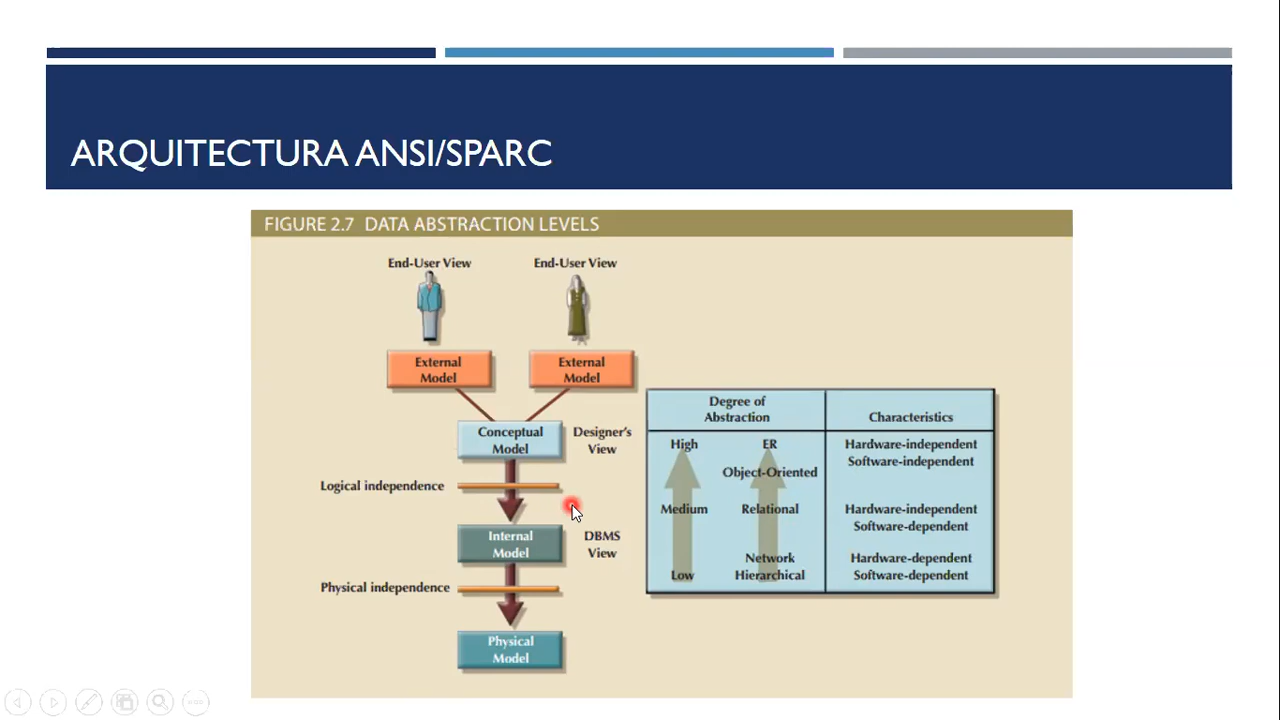 ARQUITECTURA ANSI/SPARC
FIGURE 2.7 DATA ABSTRACTION LEVELS
End-User View
End-User View
External
Model
External
Model
Conceptual
Model
Designer's
View
Logical independence
Internal
Model
DBMS
View
Physical independence
Physical
Model
Degree of
Abstraction
Characteristics
High
ER
Hardware-independent
Software-independent
Object-Oriented
Medium
Relational
Hardware-independent
Software-dependent
Network
Hardware-dependent
Low
Hierarchical
Software-dependent